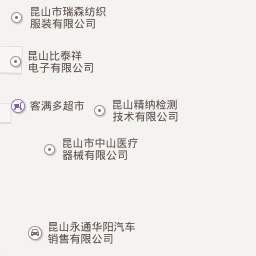 昆山市瑞森纺织
服装有限公司
昆山比泰祥
电子有限公司
客满多超市
昆山精纳检测
技术有限公司
昆山市中山医疗
器械有限公司
昆山永通华阳汽车
销售有限公司